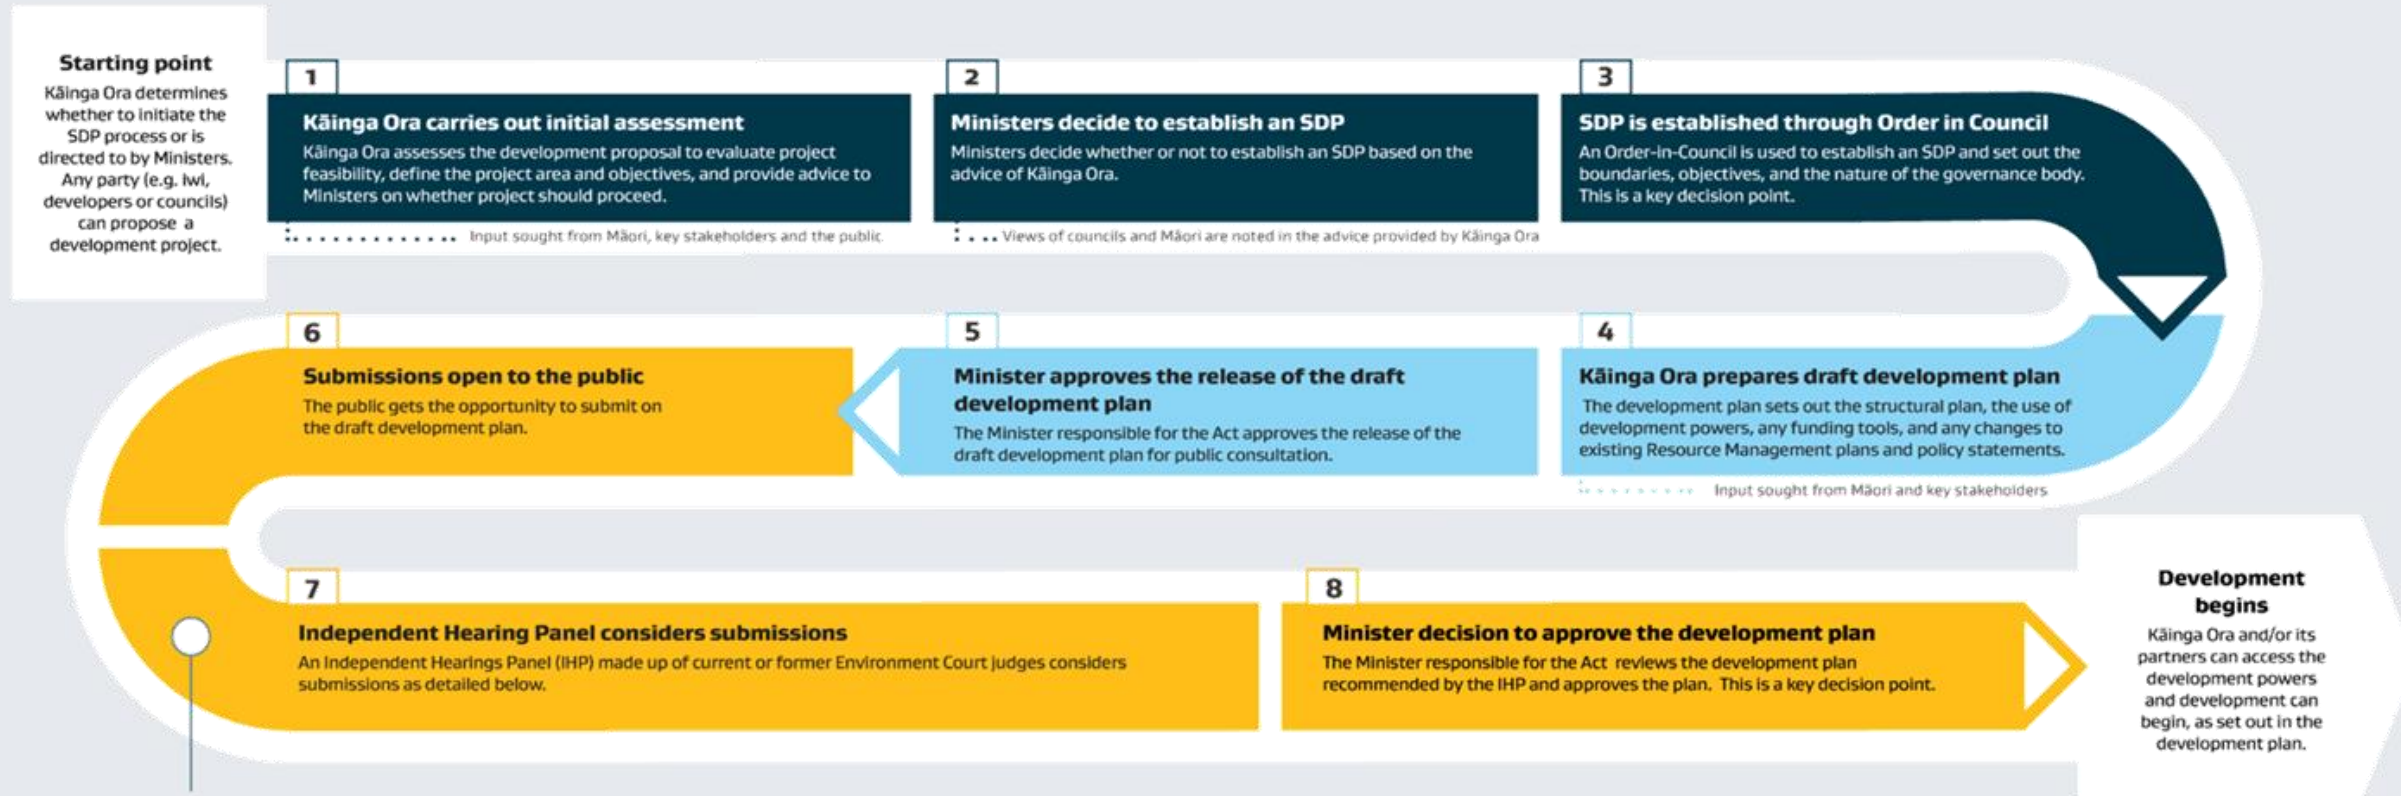 Starting point
Kāinga Ora determines
whether to initiate the
SDP process or is
directed to by Ministers.
Any party (e.g. Iwi,
developers or councils)
can propose a
development project.
1
Kāinga Ora carries out initial assessment
Kāinga Ora assesses the development proposal to evaluate project
feasibility, define the project area and objectives, and provide advice to
Ministers on whether project should proceed.
Input sought from Māori, key stakeholders and the public
2
Ministers decide to establish an SDP
Ministers decide whether or not to establish an SDP based on the
advice of Kāinga Ora.
Views of councils and Māori are noted in the advice provided by Kāinga Ora
3
SDP is established through Order in Council
An Order-in-Council is used to establish an SDP and set out the
boundaries, objectives, and the nature of the governance body.
This is a key decision point.
4
Kāinga Ora prepares draft development plan
The development plan sets out the structural plan, the use of
development powers, any funding tools, and any changes to
existing Resource Management plans and policy statements.
Input sought from Māori and key stakeholders
5
Minister approves the release of the draft
development plan
The Minister responsible for the Act approves the release of the
draft development plan for public consultation.
6
Submissions open to the public
The public gets the opportunity to submit on
the draft development plan.
7
Independent Hearing Panel considers submissions
An Independent Hearings Panel (IHP) made up of current or former Environment Court judges considers
submissions as detailed below.
8
Minister decision to approve the development plan
The Minister responsible for the Act reviews the development plan
recommended by the IHP and approves the plan. This is a key decision point.
Development
begins
Kāinga Ora and/or its
partners can access the
development powers
and development can
begin, as set out in the
development plan.